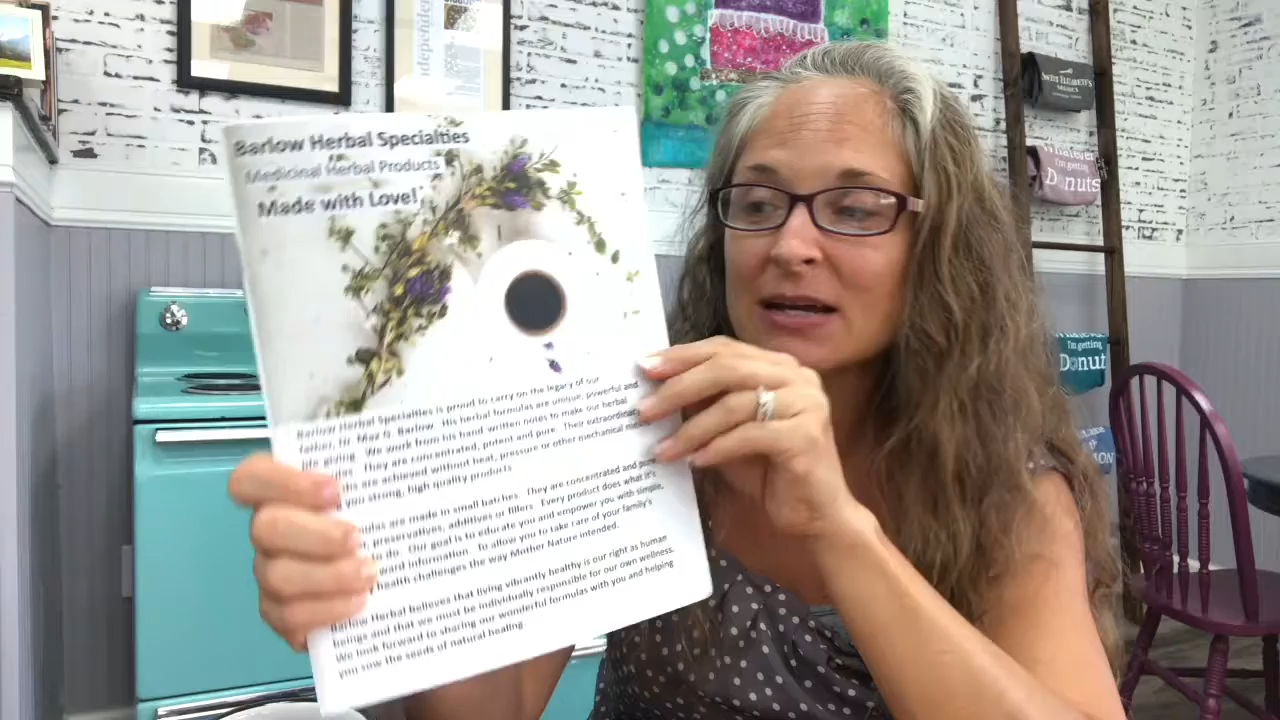 Independent
Barlow Herbal Specialties
Medicinal Herbal Products
Made with Love!
Barlow Herbal Specialties is proud to carry on the legacy of our
father, Dr. Max G. Barlow. His herbal formulas are unique, powerful and
We work from his hand written notes to make our herbal
They are concentrated, potent and pure. Their extraordinary
are achieved without heat, pressure or other mechanical
you strong, high quality products
are made in small batches. They are concentrated and pure
preservatives, additives or fillers. Every product does what it's
to do. Our goal is to educate you and empower you with simple,
and information. To allow you to take care of your family's
health challenges the way Mother Nature intended.
Barlow Herbal believes that living vibrantly healthy is our right as human
beings and that we must be individually responsible for our own wellness.
We look forward to sharing our wonderful formulas with you and helping
you sow the seeds of natural healing
SWEET ELIZABETH'S
Whatever
I'm getting
Donuts
Whatever
I'm getting
Donut